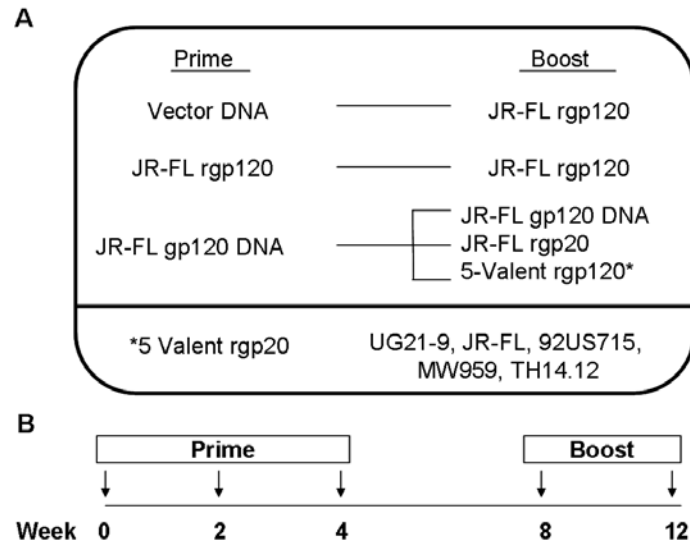 A
Prime Boost
Vector DNA JR-FL rgp120
JR-FL rgp120 JR-FL rgp120
JR-FL gp120 DNA
JR-FL gp120 DNA
JR-FL rgp20
5-Valent rgp120*
*5 Valent rgp20
UG21-9, JR-FL, 92US715,
MW959, TH14.12
B
Prime Boost
Week 0 2 4 8 12